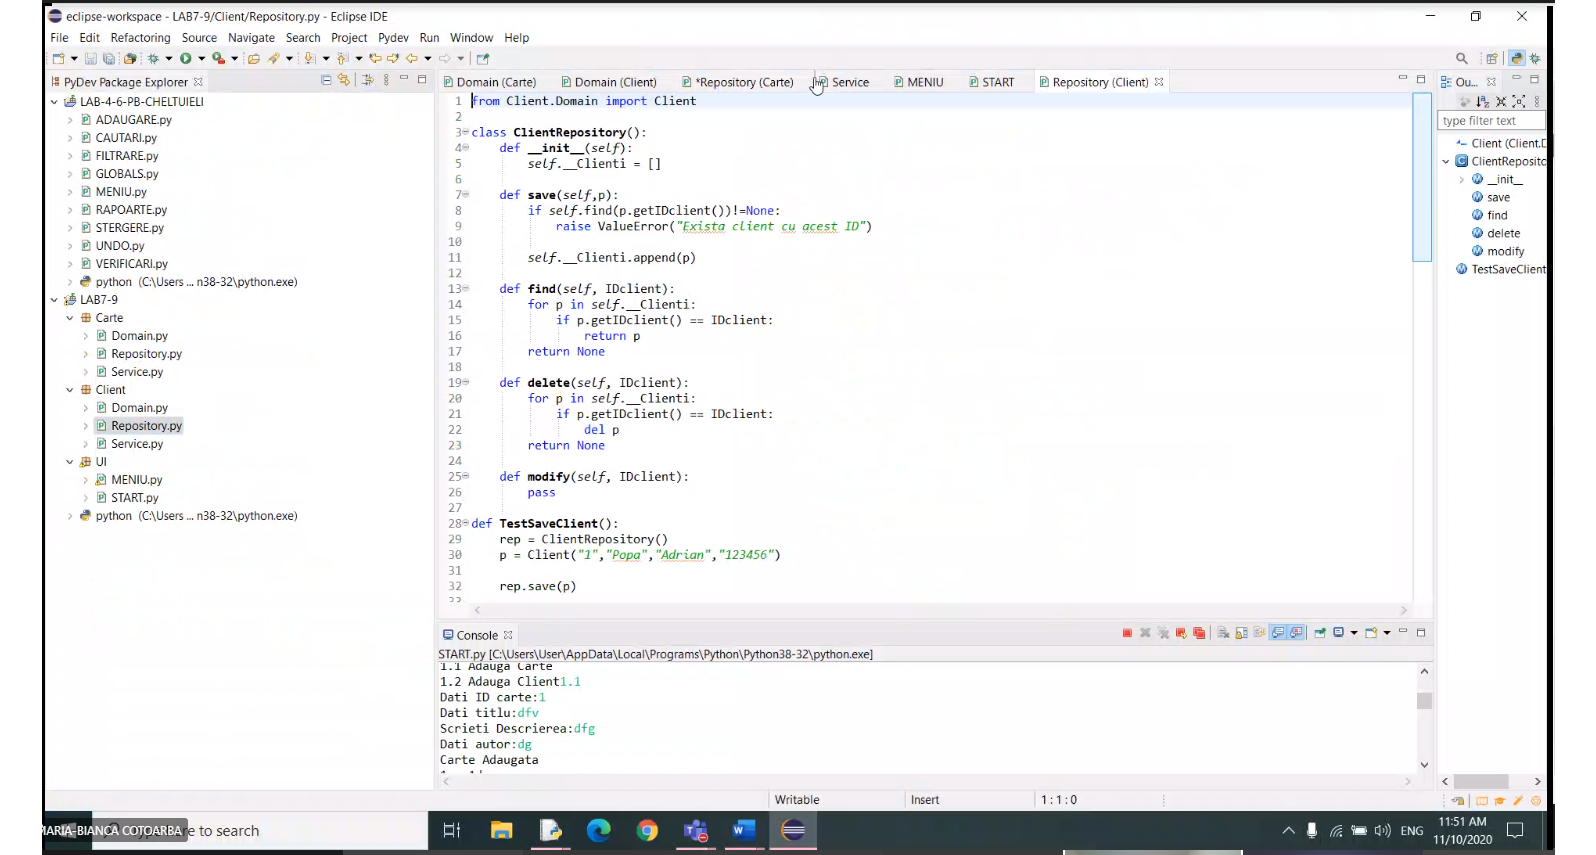 eclipse-workspace - LAB7-9/Client/Repository.py - Eclipse IDE
File Edit Refactoring Source Navigate Search Project Pydev Run Window Help
PyDev Package Explorer
LAB-4-6-PB-CHELTUIELI
ADAUGARE.py
CAUTARI.py
FILTRARE.py
GLOBALS.py
MENIU.py
RAPOARTE.py
STERGERE.py
UNDO.py
VERIFICARI.py
python (C:\Users ... n38-32\python.exe)
LAB7-9
Carte
Domain.py
Repository.py
Service.py
Client
Domain.py
Repository.py
Service.py
UI
MENIU.py
START.py
python (C:\Users ... n38-32\python.exe)
Domain (Carte) Domain (Client) *Repository (Carte) Service MENIU START Repository (Client)
1 from Client.Domain import Client
2
3 class ClientRepository():
4 def __init__(self):
5 self.__Clienti = []
6
7 def save(self,p):
8 if self.find(p.getIDclient())!=None:
9 raise ValueError("Exista client cu acest ID")
10
11 self.__Clienti.append(p)
12
13 def find(self, IDclient):
14 for p in self.__Clienti:
15 if p.getIDclient() == IDclient:
16 return p
17 return None
18
19 def delete(self, IDclient):
20 for p in self.__Clienti:
21 if p.getIDclient() == IDclient:
22 del p
23 return None
24
25 def modify(self, IDclient):
26 pass
27
28 def TestSaveClient():
29 rep = ClientRepository()
30 p = Client("1","Popa","Adrian","123456")
31
32 rep.save(p)
Ou...
type filter text
Client (Client.D
ClientRepositc
__init__
save
find
delete
modify
TestSaveClient
Console
START.py [C:\Users\User\AppData\Local\Programs\Python\Python38-32\python.exe]
1.1 Adauga Carte
1.2 Adauga Client1.1
Dati ID carte:1
Dati titlu:dfv
Scrieti Descrierea:dfg
Dati autor:dg
Carte Adaugata
Writable Insert 1 : 1 : 0
MARIA-BIANCA COTOARBA
re to search
ENG
11:51 AM
11/10/2020